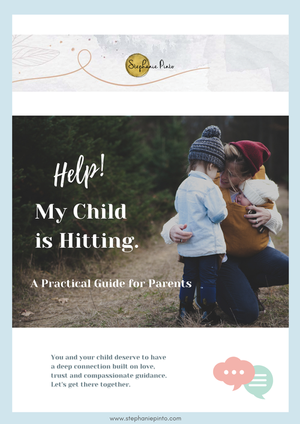 Stephanie Pinto
Help!
My Child
is Hitting.
A Practical Guide for Parents
You and your child deserve to have
a deep connection built on love,
trust and compassionate guidance.
Let's get there together.
www.stephaniepinto.com